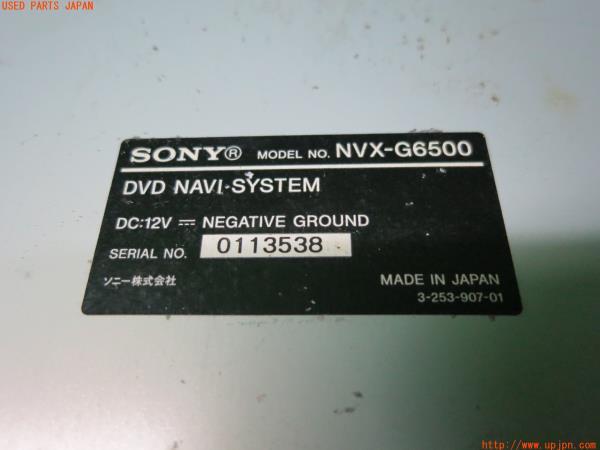 USED PARTS JAPAN
SONY® MODEL NO. NVX-G6500
DVD NAVI·SYSTEM
DC:12V ⎓ NEGATIVE GROUND
SERIAL NO. 0113538
ソニー株式会社 MADE IN JAPAN
3-253-907-01
http://www.upjpn.com/